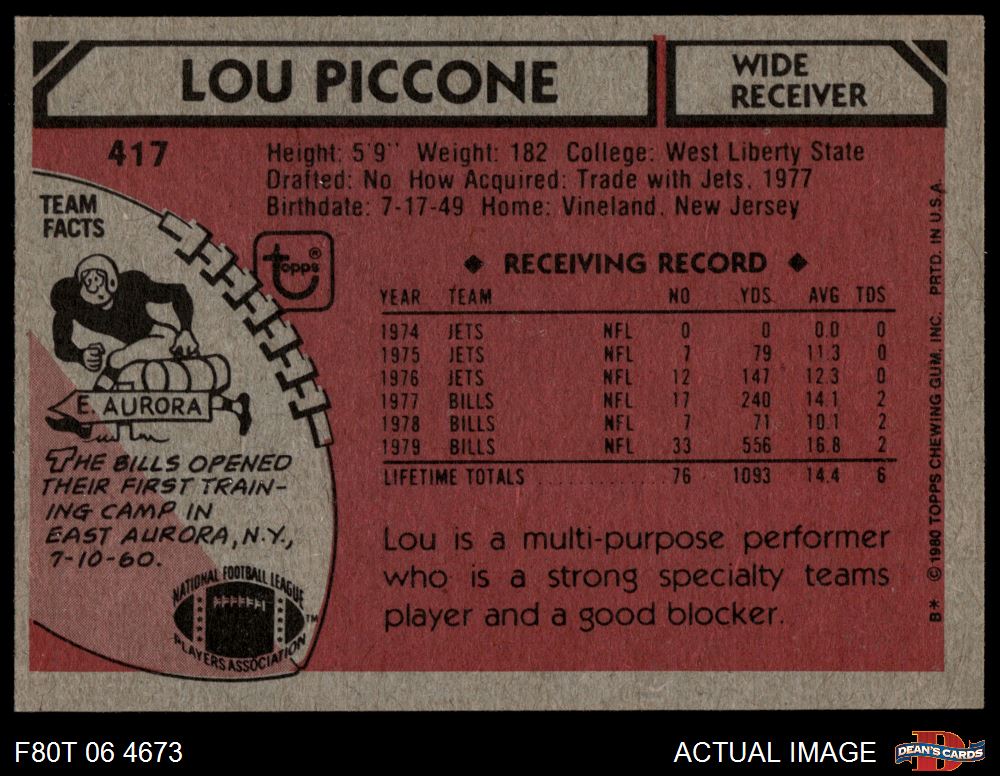 LOU PICCONE
WIDE
RECEIVER
417
Height: 5'9" Weight: 182 College: West Liberty State
Drafted: No How Acquired: Trade with Jets, 1977
Birthdate: 7-17-49 Home: Vineland, New Jersey
TEAM
FACTS
topps®
E. AURORA
THE BILLS OPENED
THEIR FIRST TRAIN-
ING CAMP IN
EAST AURORA, N.Y.,
7-10-60.
NATIONAL FOOTBALL LEAGUE
PLAYERS ASSOCIATION
TM
◆ RECEIVING RECORD ◆
YEAR TEAM NO YDS. AVG TDS
1974 JETS NFL 0 0 0.0 0
1975 JETS NFL 7 79 11.3 0
1976 JETS NFL 12 147 12.3 0
1977 BILLS NFL 17 240 14.1 2
1978 BILLS NFL 7 71 10.1 2
1979 BILLS NFL 33 556 16.8 2
LIFETIME TOTALS ................ 76 1093 14.4 6
Lou is a multi-purpose performer
who is a strong specialty teams
player and a good blocker.
B* © 1980 TOPPS CHEWING GUM, INC. PRTD. IN U.S.A.
F80T 06 4673
ACTUAL IMAGE
DEAN'S CARDS